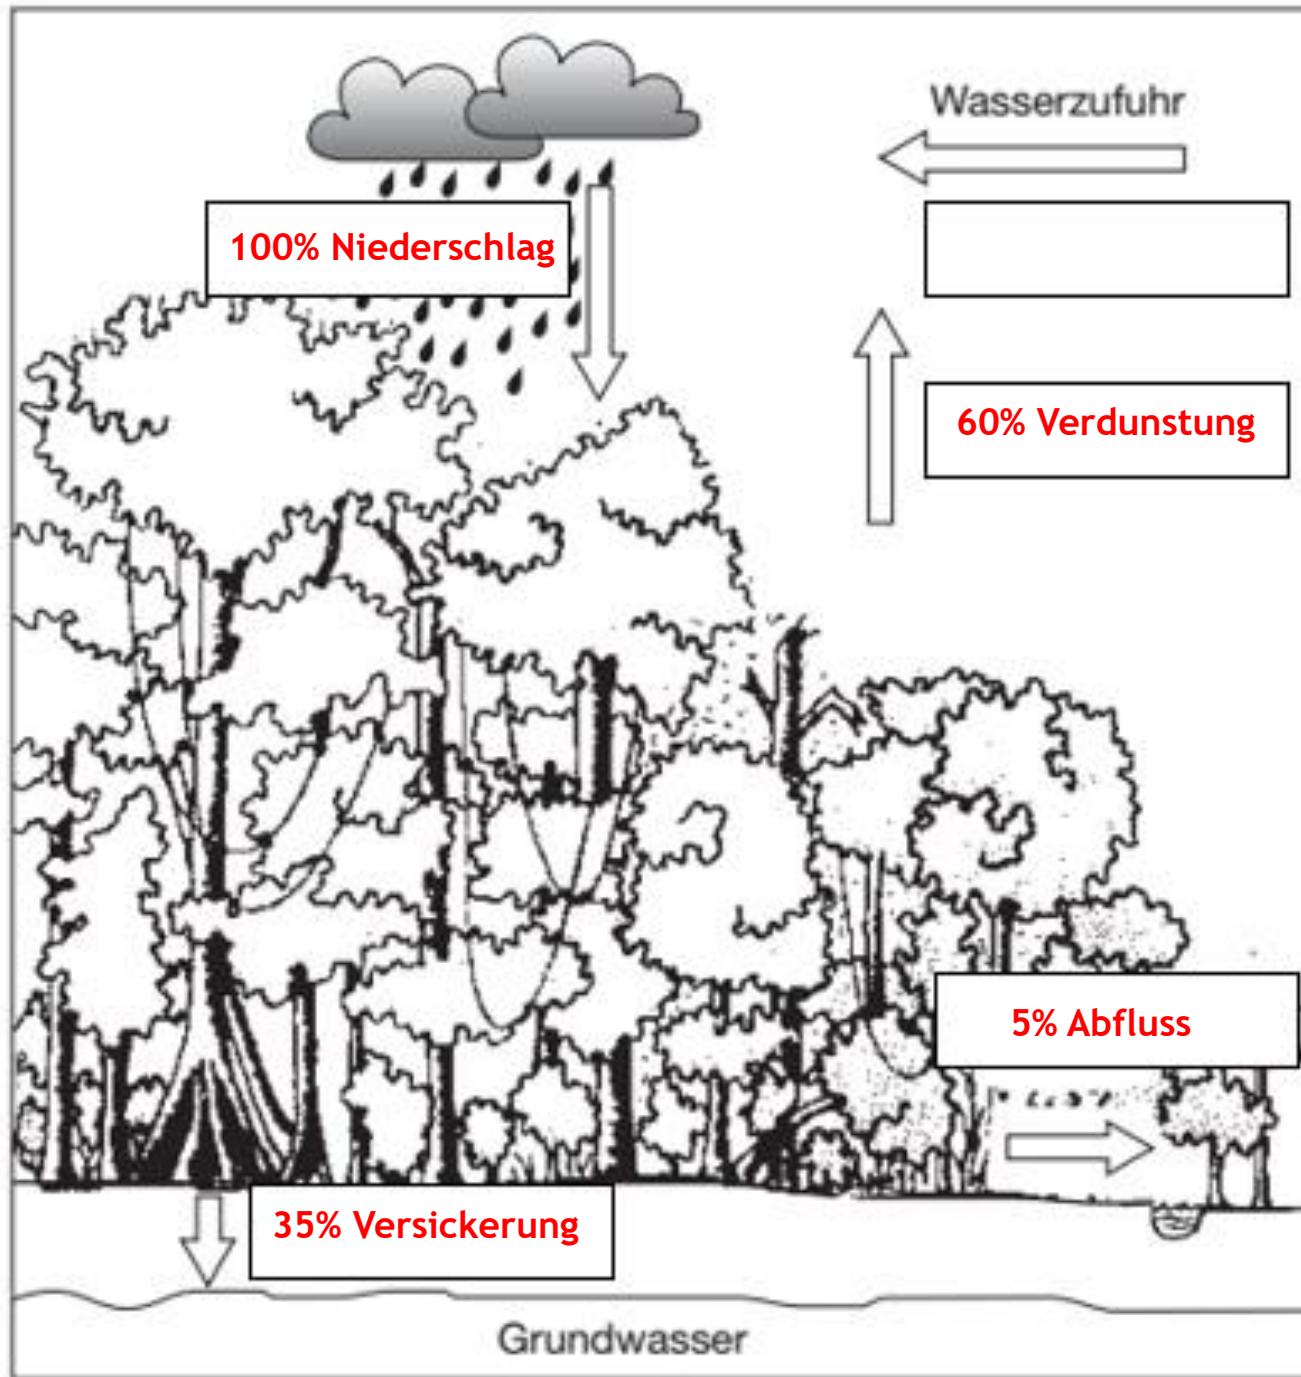 Wasserzufuhr
100% Niederschlag
60% Verdunstung
5% Abfluss
35% Versickerung
Grundwasser